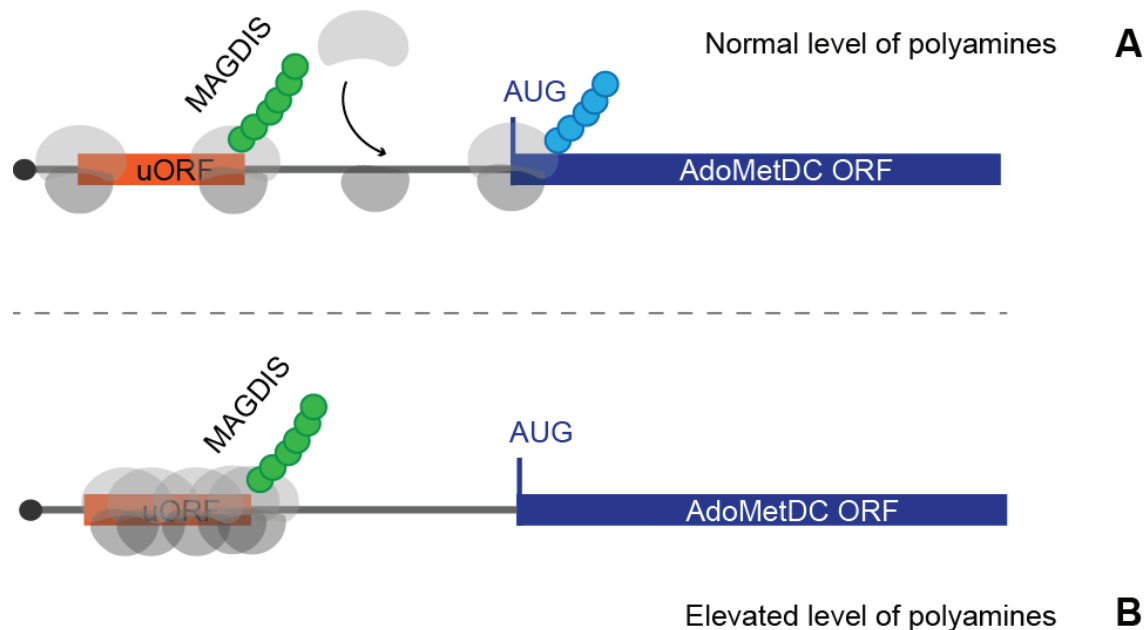 Normal level of polyamines
A
MAGDIS
AUG
uORF
AdoMetDC ORF
MAGDIS
AUG
uORF
AdoMetDC ORF
Elevated level of polyamines
B